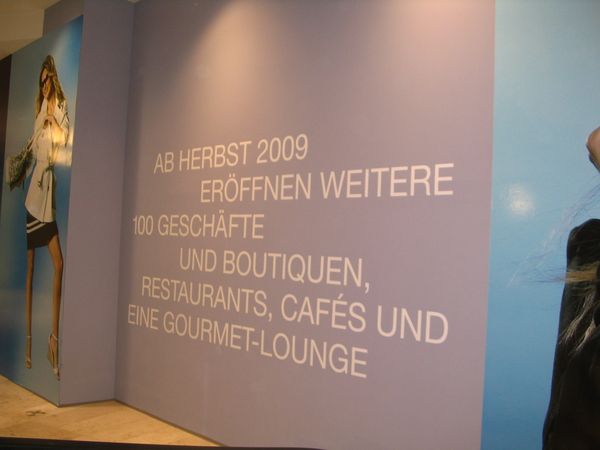 AB HERBST 2009
ERÖFFNEN WEITERE
100 GESCHÄFTE
UND BOUTIQUEN,
RESTAURANTS, CAFÉS UND
EINE GOURMET-LOUNGE